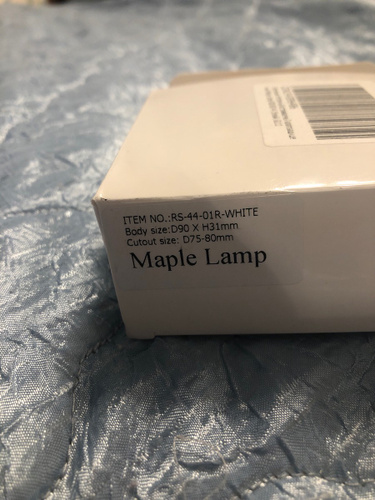 ITEM NO.:RS-44-01R-WHITE
Body size:D90 X H31mm
Cutout size: D75-80mm
Maple Lamp